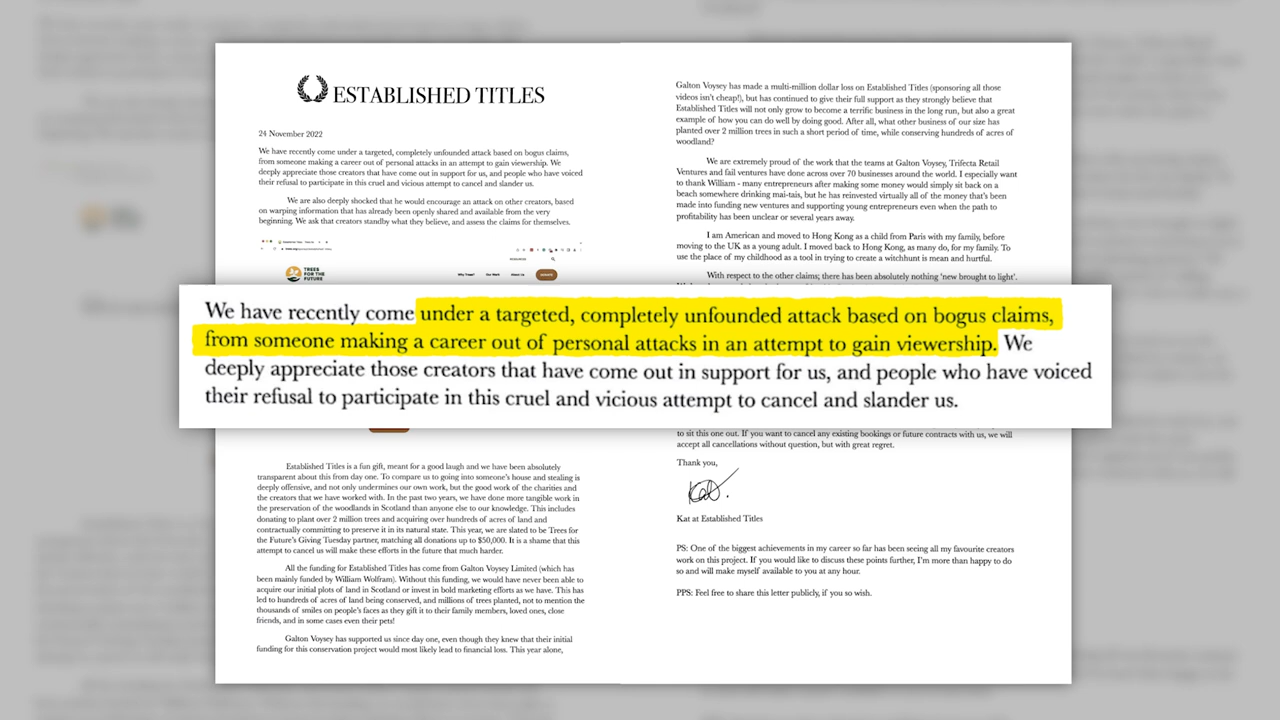 ESTABLISHED TITLES
24 November 2022
We have recently come under a targeted, completely unfounded attack based on bogus claims,
from someone making a career out of personal attacks in an attempt to gain viewership. We
deeply appreciate those creators that have come out in support for us, and people who have voiced
their refusal to participate in this cruel and vicious attempt to cancel and slander us.
We are also deeply shocked that he would encourage an attack on other creators, based
on warping information that has already been openly shared and available from the very
beginning. We ask that creators standby what they believe, and assess the claims for themselves.
TREES
FOR THE
FUTURE
Why Trees?
Our Work
About Us
DONATE
We have recently come under a targeted, completely unfounded attack based on bogus claims,
from someone making a career out of personal attacks in an attempt to gain viewership. We
deeply appreciate those creators that have come out in support for us, and people who have voiced
their refusal to participate in this cruel and vicious attempt to cancel and slander us.
Established Titles is a fun gift, meant for a good laugh and we have been absolutely
transparent about this from day one. To compare us to going into someone's house and stealing is
deeply offensive, and not only undermines our own work, but the good work of the charities and
the creators that we have worked with. In the past two years, we have done more tangible work in
the preservation of the woodlands in Scotland than anyone else to our knowledge. This includes
donating to plant over 2 million trees and acquiring over hundreds of acres of land and
contractually committing to preserve it in its natural state. This year, we are slated to be Trees for
the Future's Giving Tuesday partner, matching all donations up to $50,000. It is a shame that this
attempt to cancel us will make these efforts in the future that much harder.
All the funding for Established Titles has come from Galton Voysey Limited (which has
been mainly funded by William Wolfram). Without this funding, we would have never been able to
acquire our initial plots of land in Scotland or invest in bold marketing efforts as we have. This has
led to hundreds of acres of land being conserved, and millions of trees planted, not to mention the
thousands of smiles on people's faces as they gift it to their family members, loved ones, close
friends, and in some cases even their pets!
Galton Voysey has supported us since day one, even though they knew that their initial
funding for this conservation project would most likely lead to financial loss. This year alone,
Galton Voysey has made a multi-million dollar loss on Established Titles (sponsoring all those
videos isn't cheap!), but has continued to give their full support as they strongly believe that
Established Titles will not only grow to become a terrific business in the long run, but also a great
example of how you can do well by doing good. After all, what other business of our size has
planted over 2 million trees in such a short period of time, while conserving hundreds of acres of
woodland?
We are extremely proud of the work that the teams at Galton Voysey, Trifecta Retail
Ventures and fail ventures have done across over 70 businesses around the world. I especially want
to thank William - many entrepreneurs after making some money would simply sit back on a
beach somewhere drinking mai-tais, but he has reinvested virtually all of the money that's been
made into funding new ventures and supporting young entrepreneurs even when the path to
profitability has been unclear or several years away.
I am American and moved to Hong Kong as a child from Paris with my family, before
moving to the UK as a young adult. I moved back to Hong Kong, as many do, for my family. To
use the place of my childhood as a tool in trying to create a witchhunt is mean and hurtful.
With respect to the other claims; there has been absolutely nothing 'new brought to light'.
to sit this one out. If you want to cancel any existing bookings or future contracts with us, we will
accept all cancellations without question, but with great regret.
Thank you,
Kat at Established Titles
PS: One of the biggest achievements in my career so far has been seeing all my favourite creators
work on this project. If you would like to discuss these points further, I'm more than happy to do
so and will make myself available to you at any hour.
PPS: Feel free to share this letter publicly, if you so wish.